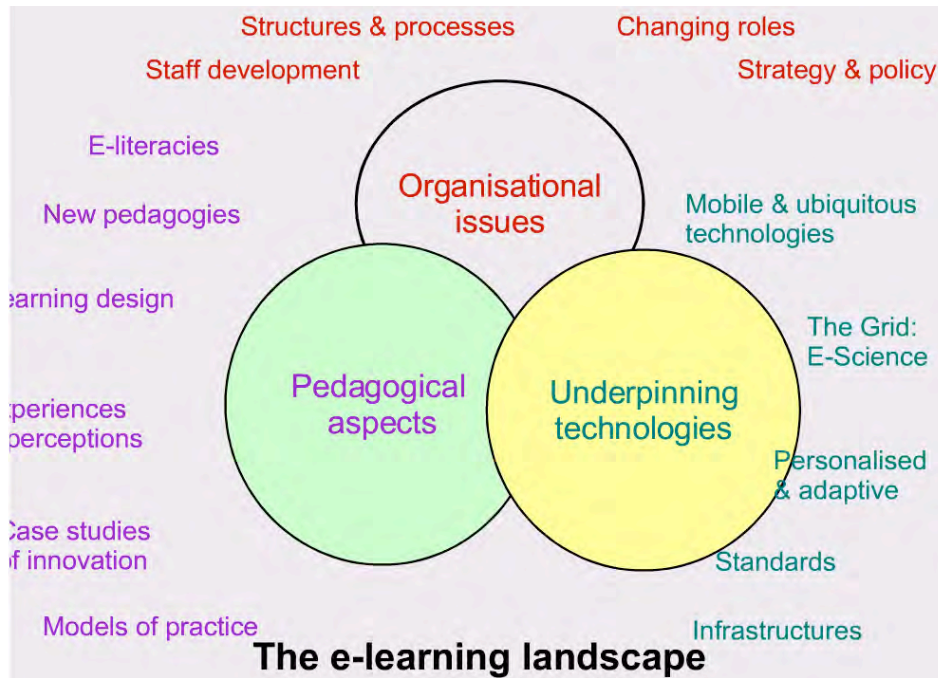 Structures & processes
Changing roles
Staff development
Strategy & policy
E-literacies
Organisational
issues
New pedagogies
Mobile & ubiquitous
technologies
earning design
The Grid:
E-Science
Pedagogical
aspects
Underpinning
technologies
xperiences
perceptions
Personalised
& adaptive
Case studies
of innovation
Standards
Models of practice
Infrastructures
The e-learning landscape